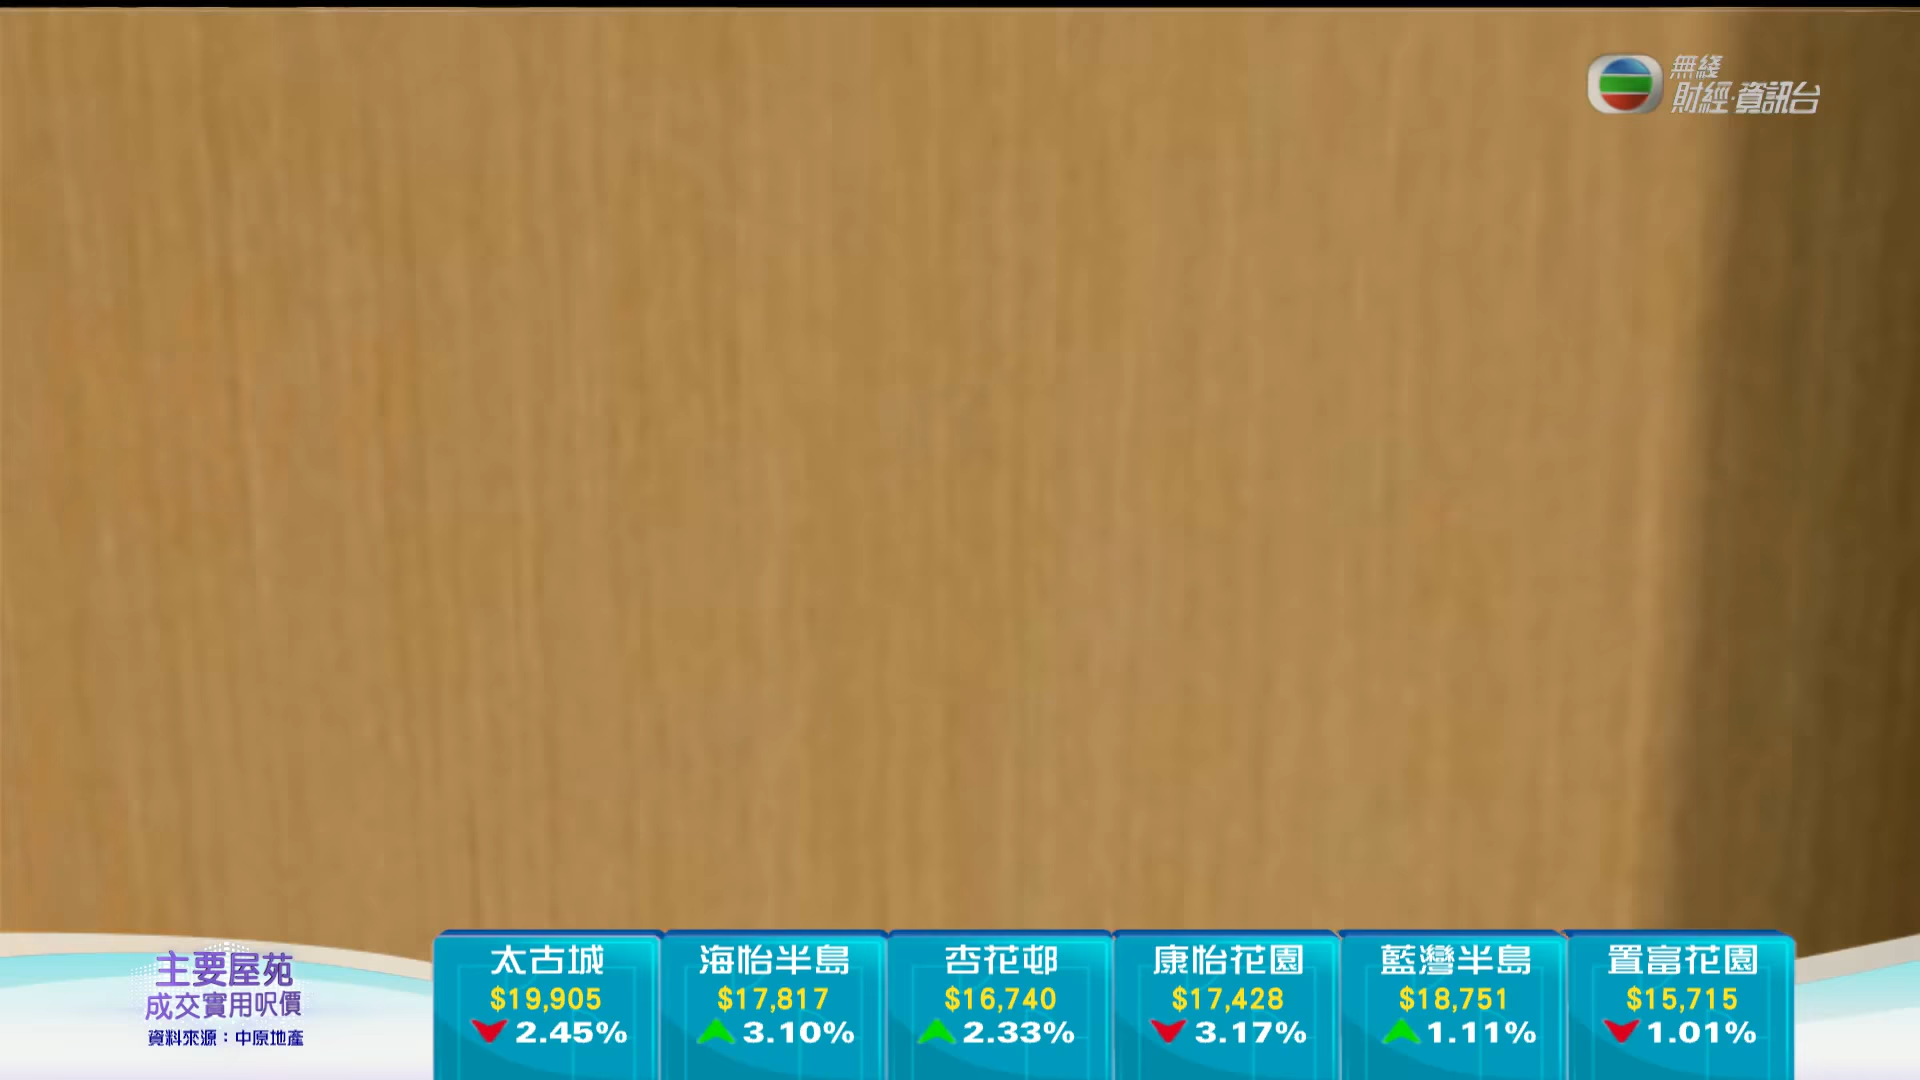 無綫
財經·資訊台
主要屋苑
成交實用呎價
資料來源：中原地產
太古城
$19,905
2.45%
海怡半島
$17,817
3.10%
杏花邨
$16,740
2.33%
康怡花園
$17,428
3.17%
藍灣半島
$18,751
1.11%
置富花園
$15,715
1.01%